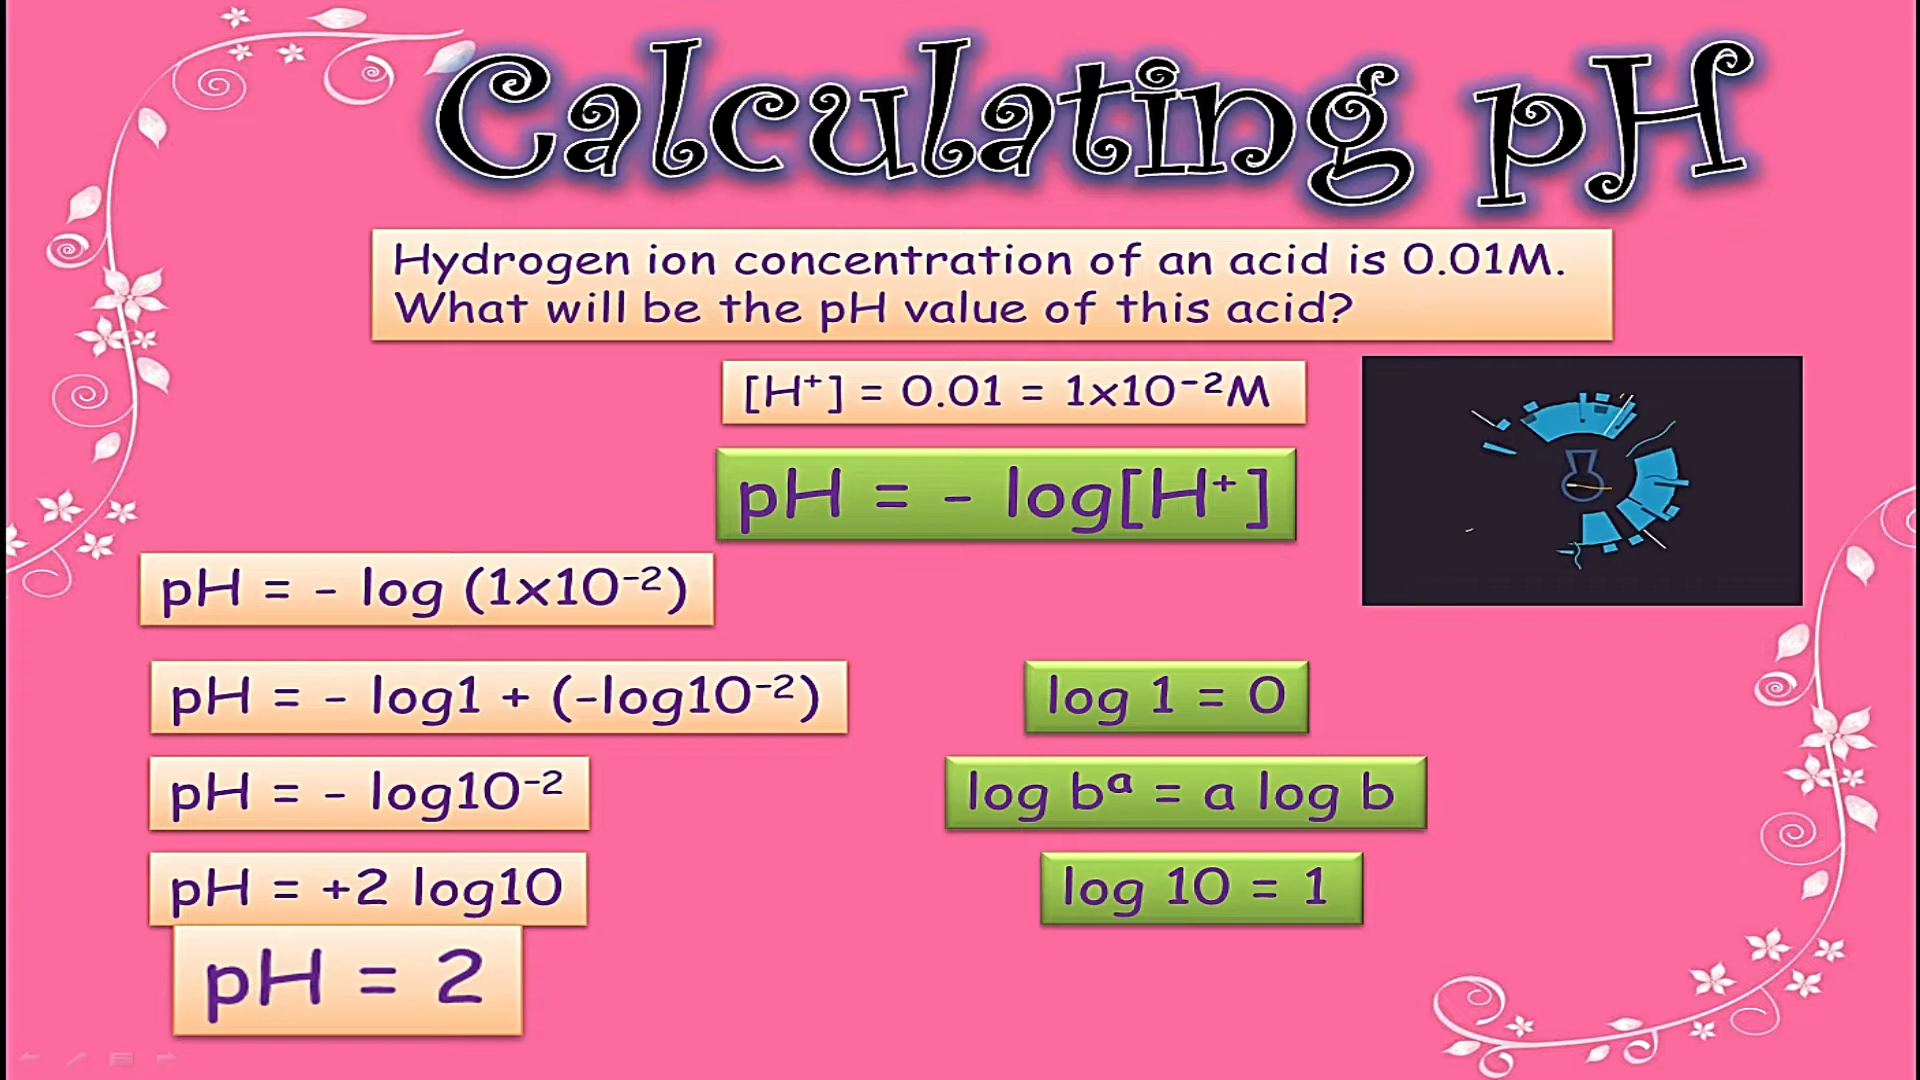 Calculating pH
Hydrogen ion concentration of an acid is 0.01M.
What will be the pH value of this acid?
[H⁺] = 0.01 = 1x10⁻²M
pH = - log[H⁺]
pH = - log (1x10⁻²)
pH = - log1 + (-log10⁻²)
log 1 = 0
pH = - log10⁻²
log bᵃ = a log b
pH = +2 log10
log 10 = 1
pH = 2